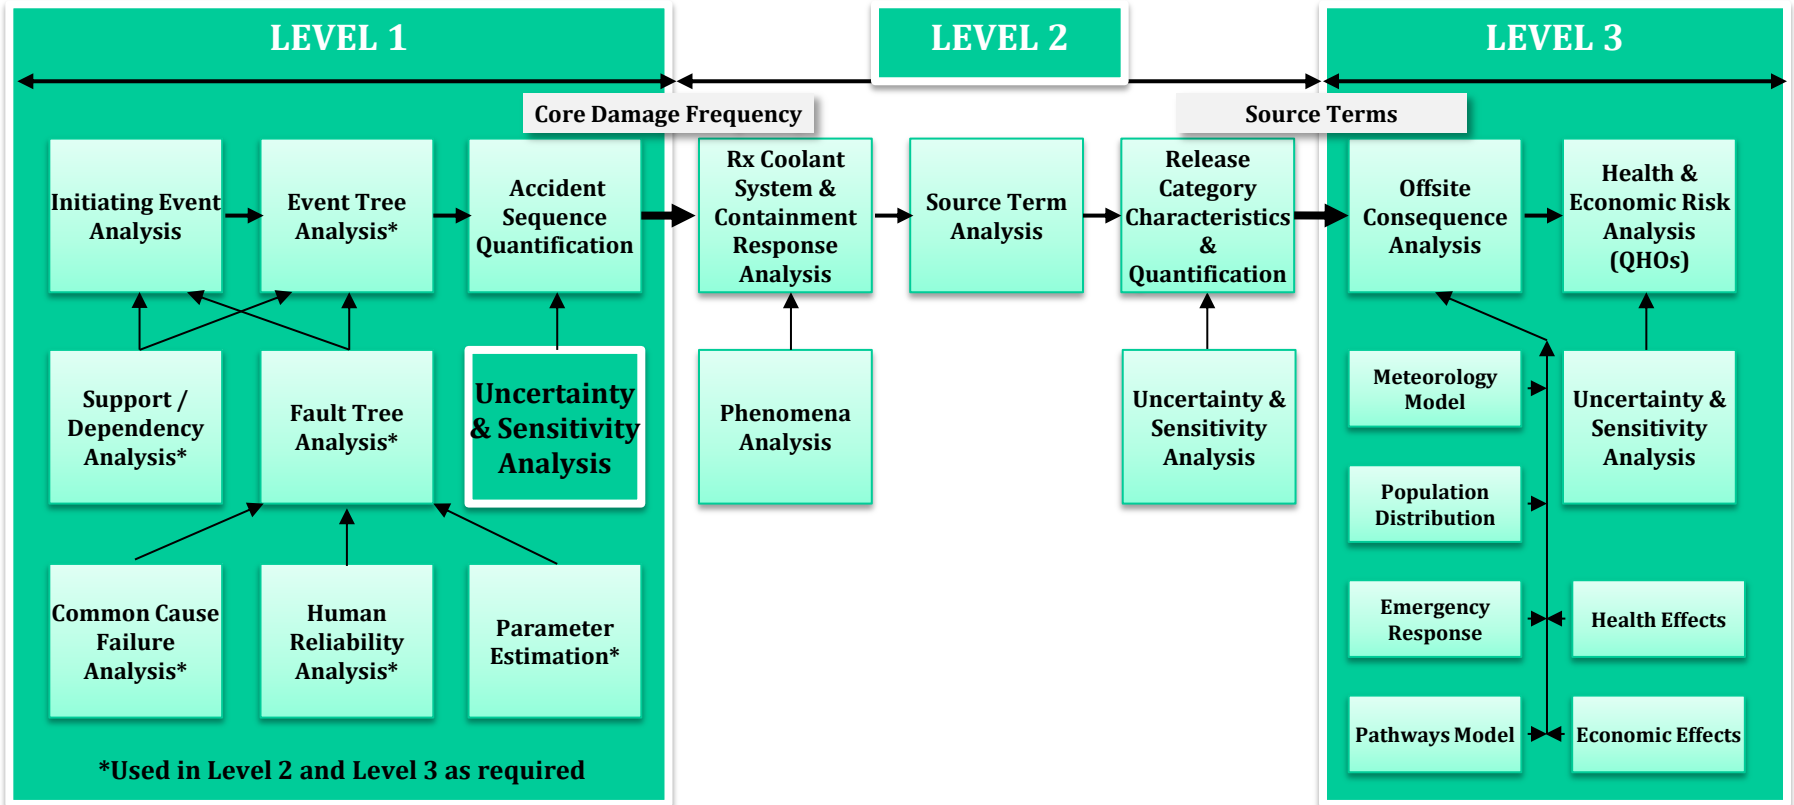 LEVEL 1
LEVEL 2
LEVEL 3
Core Damage Frequency
Source Terms
Initiating Event
Analysis
Event Tree
Analysis*
Accident
Sequence
Quantification
Rx Coolant
System &
Containment
Response
Analysis
Source Term
Analysis
Release
Category
Characteristics
&
Quantification
Offsite
Consequence
Analysis
Health &
Economic Risk
Analysis
(QHOs)
Support /
Dependency
Analysis*
Fault Tree
Analysis*
Uncertainty
& Sensitivity
Analysis
Phenomena
Analysis
Uncertainty &
Sensitivity
Analysis
Meteorology
Model
Uncertainty &
Sensitivity
Analysis
Population
Distribution
Common Cause
Failure
Analysis*
Human
Reliability
Analysis*
Parameter
Estimation*
Emergency
Response
Health Effects
Pathways Model
Economic Effects
*Used in Level 2 and Level 3 as required